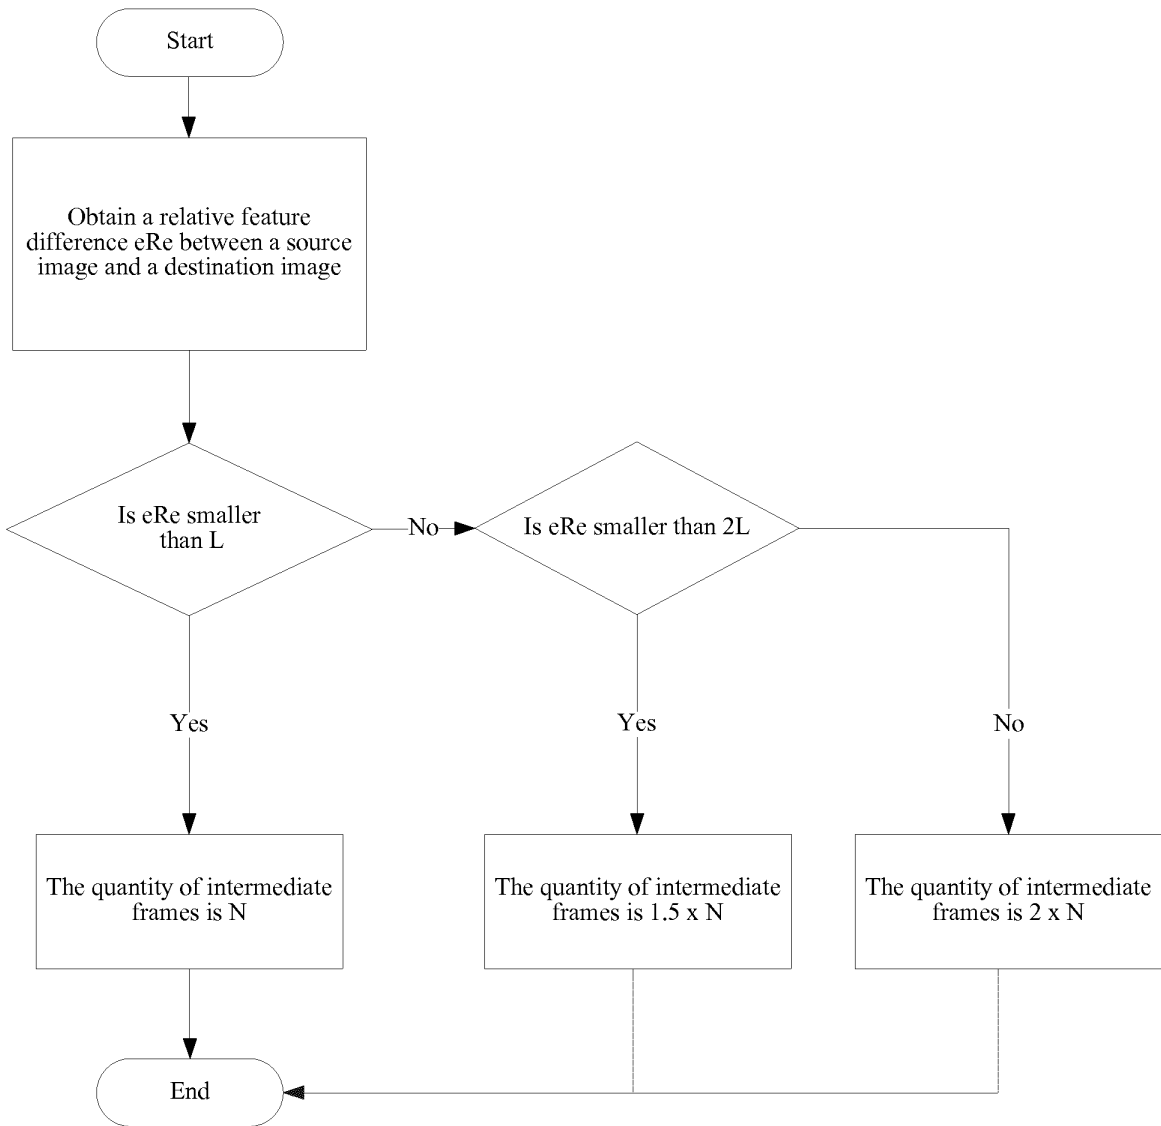 Start
Obtain a relative feature
difference eRe between a source
image and a destination image
Is eRe smaller
than L
No
Is eRe smaller than 2L
Yes
Yes
No
The quantity of intermediate
frames is N
The quantity of intermediate
frames is 1.5 x N
The quantity of intermediate
frames is 2 x N
End